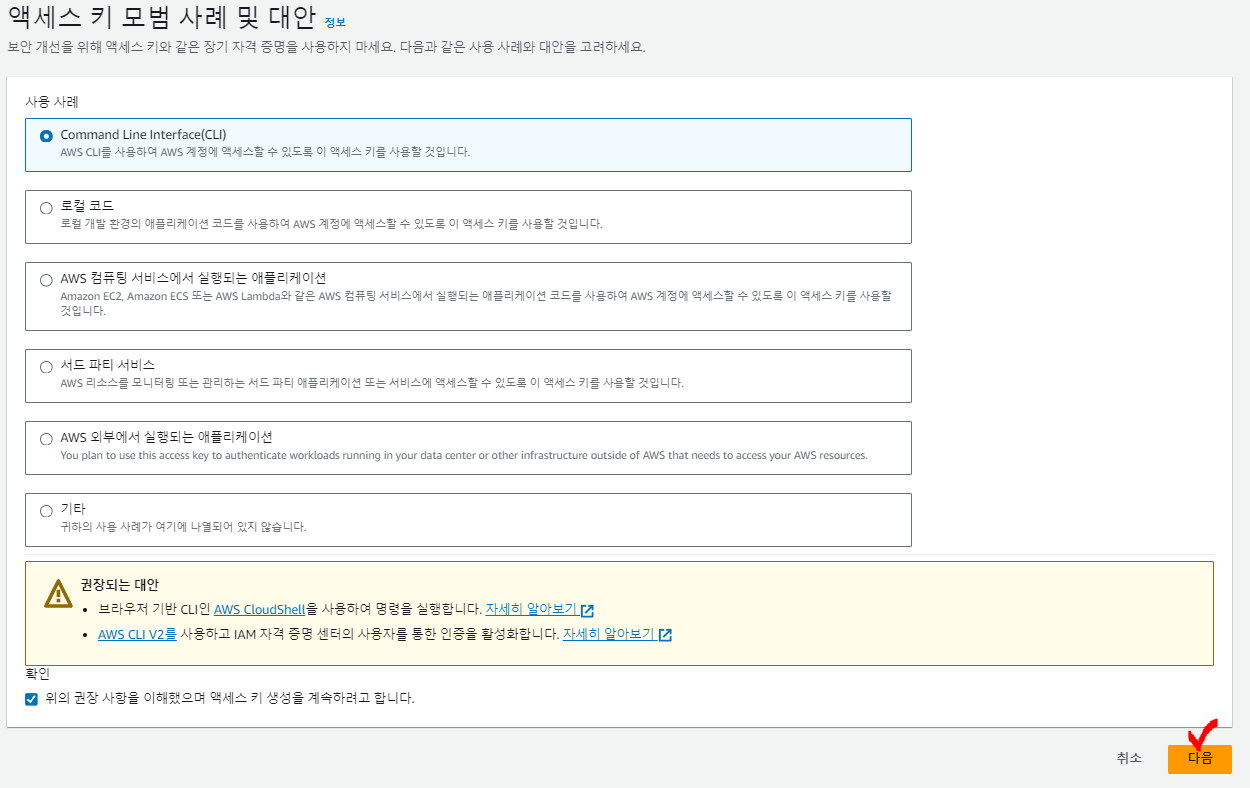 액세스 키 모범 사례 및 대안 정보
보안 개선을 위해 액세스 키와 같은 장기 자격 증명을 사용하지 마세요. 다음과 같은 사용 사례와 대안을 고려하세요.
사용 사례
Command Line Interface(CLI)
AWS CLI를 사용하여 AWS 계정에 액세스할 수 있도록 이 액세스 키를 사용할 것입니다.
로컬 코드
로컬 개발 환경의 애플리케이션 코드를 사용하여 AWS 계정에 액세스할 수 있도록 이 액세스 키를 사용할 것입니다.
AWS 컴퓨팅 서비스에서 실행되는 애플리케이션
Amazon EC2, Amazon ECS 또는 AWS Lambda와 같은 AWS 컴퓨팅 서비스에서 실행되는 애플리케이션 코드를 사용하여 AWS 계정에 액세스할 수 있도록 이 액세스 키를 사용할
것입니다.
서드 파티 서비스
AWS 리소스를 모니터링 또는 관리하는 서드 파티 애플리케이션 또는 서비스에 액세스할 수 있도록 이 액세스 키를 사용할 것입니다.
AWS 외부에서 실행되는 애플리케이션
You plan to use this access key to authenticate workloads running in your data center or other infrastructure outside of AWS that needs to access your AWS resources.
기타
귀하의 사용 사례가 여기에 나열되어 있지 않습니다.
권장되는 대안
• 브라우저 기반 CLI인 AWS CloudShell을 사용하여 명령을 실행합니다. 자세히 알아보기
• AWS CLI V2를 사용하고 IAM 자격 증명 센터의 사용자를 통한 인증을 활성화합니다. 자세히 알아보기
확인
위의 권장 사항을 이해했으며 액세스 키 생성을 계속하려고 합니다.
취소 다음